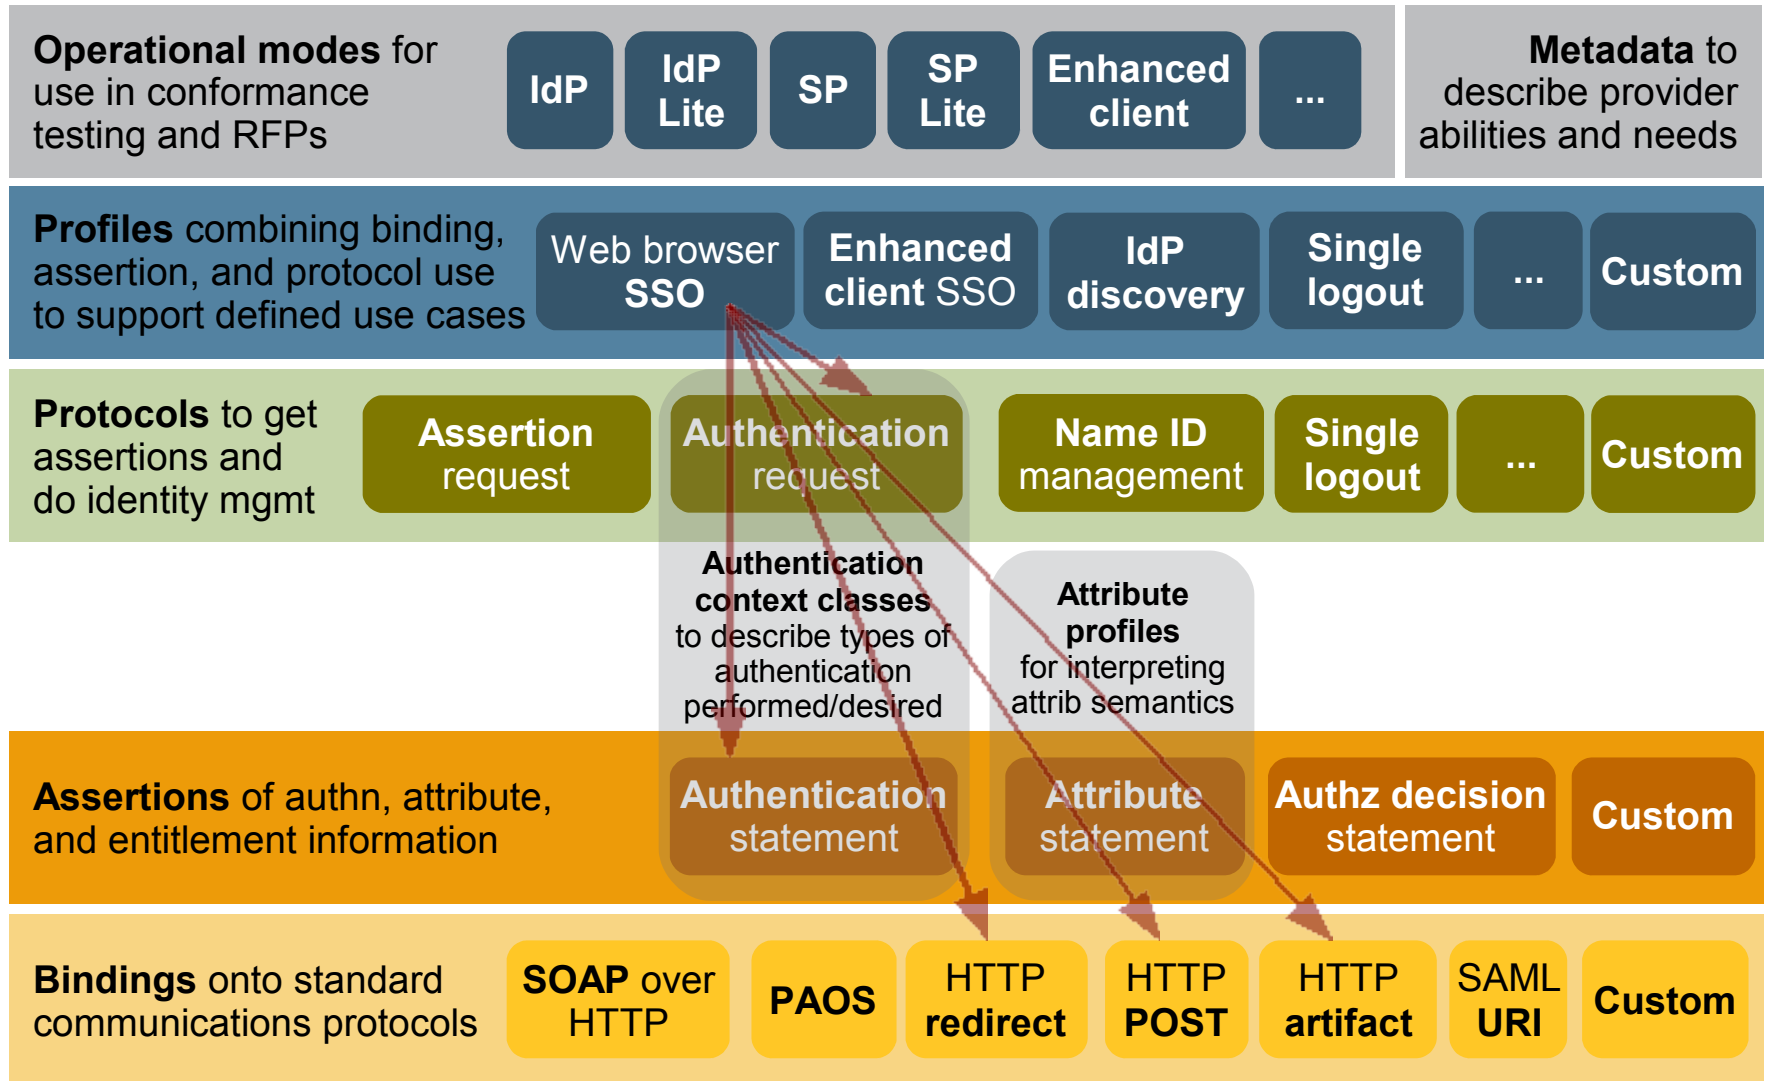 Operational modes for
use in conformance
testing and RFPs
IdP
IdP
Lite
SP
SP
Lite
Enhanced
client
...
Metadata to
describe provider
abilities and needs
Profiles combining binding,
assertion, and protocol use
to support defined use cases
Web browser
SSO
Enhanced
client SSO
IdP
discovery
Single
logout
...
Custom
Protocols to get
assertions and
do identity mgmt
Assertion
request
Authentication
request
Name ID
management
Single
logout
...
Custom
Authentication
context classes
to describe types of
authentication
performed/desired
Attribute
profiles
for interpreting
attrib semantics
Assertions of authn, attribute,
and entitlement information
Authentication
statement
Attribute
statement
Authz decision
statement
Custom
Bindings onto standard
communications protocols
SOAP over
HTTP
PAOS
HTTP
redirect
HTTP
POST
HTTP
artifact
SAML
URI
Custom